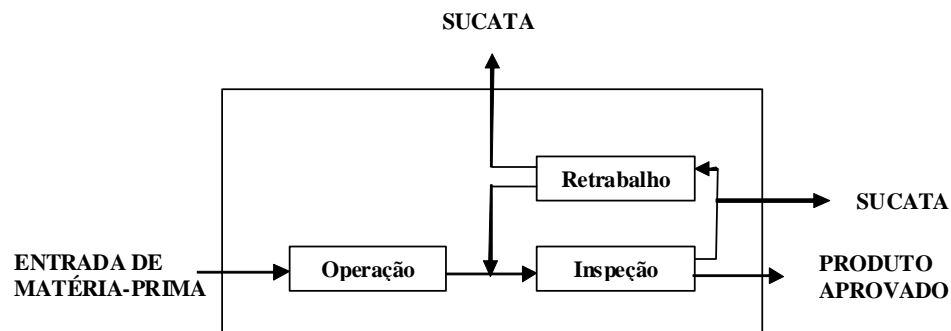 SUCATA
Retrabalho
SUCATA
ENTRADA DE
MATÉRIA-PRIMA
Operação
Inspeção
PRODUTO
APROVADO